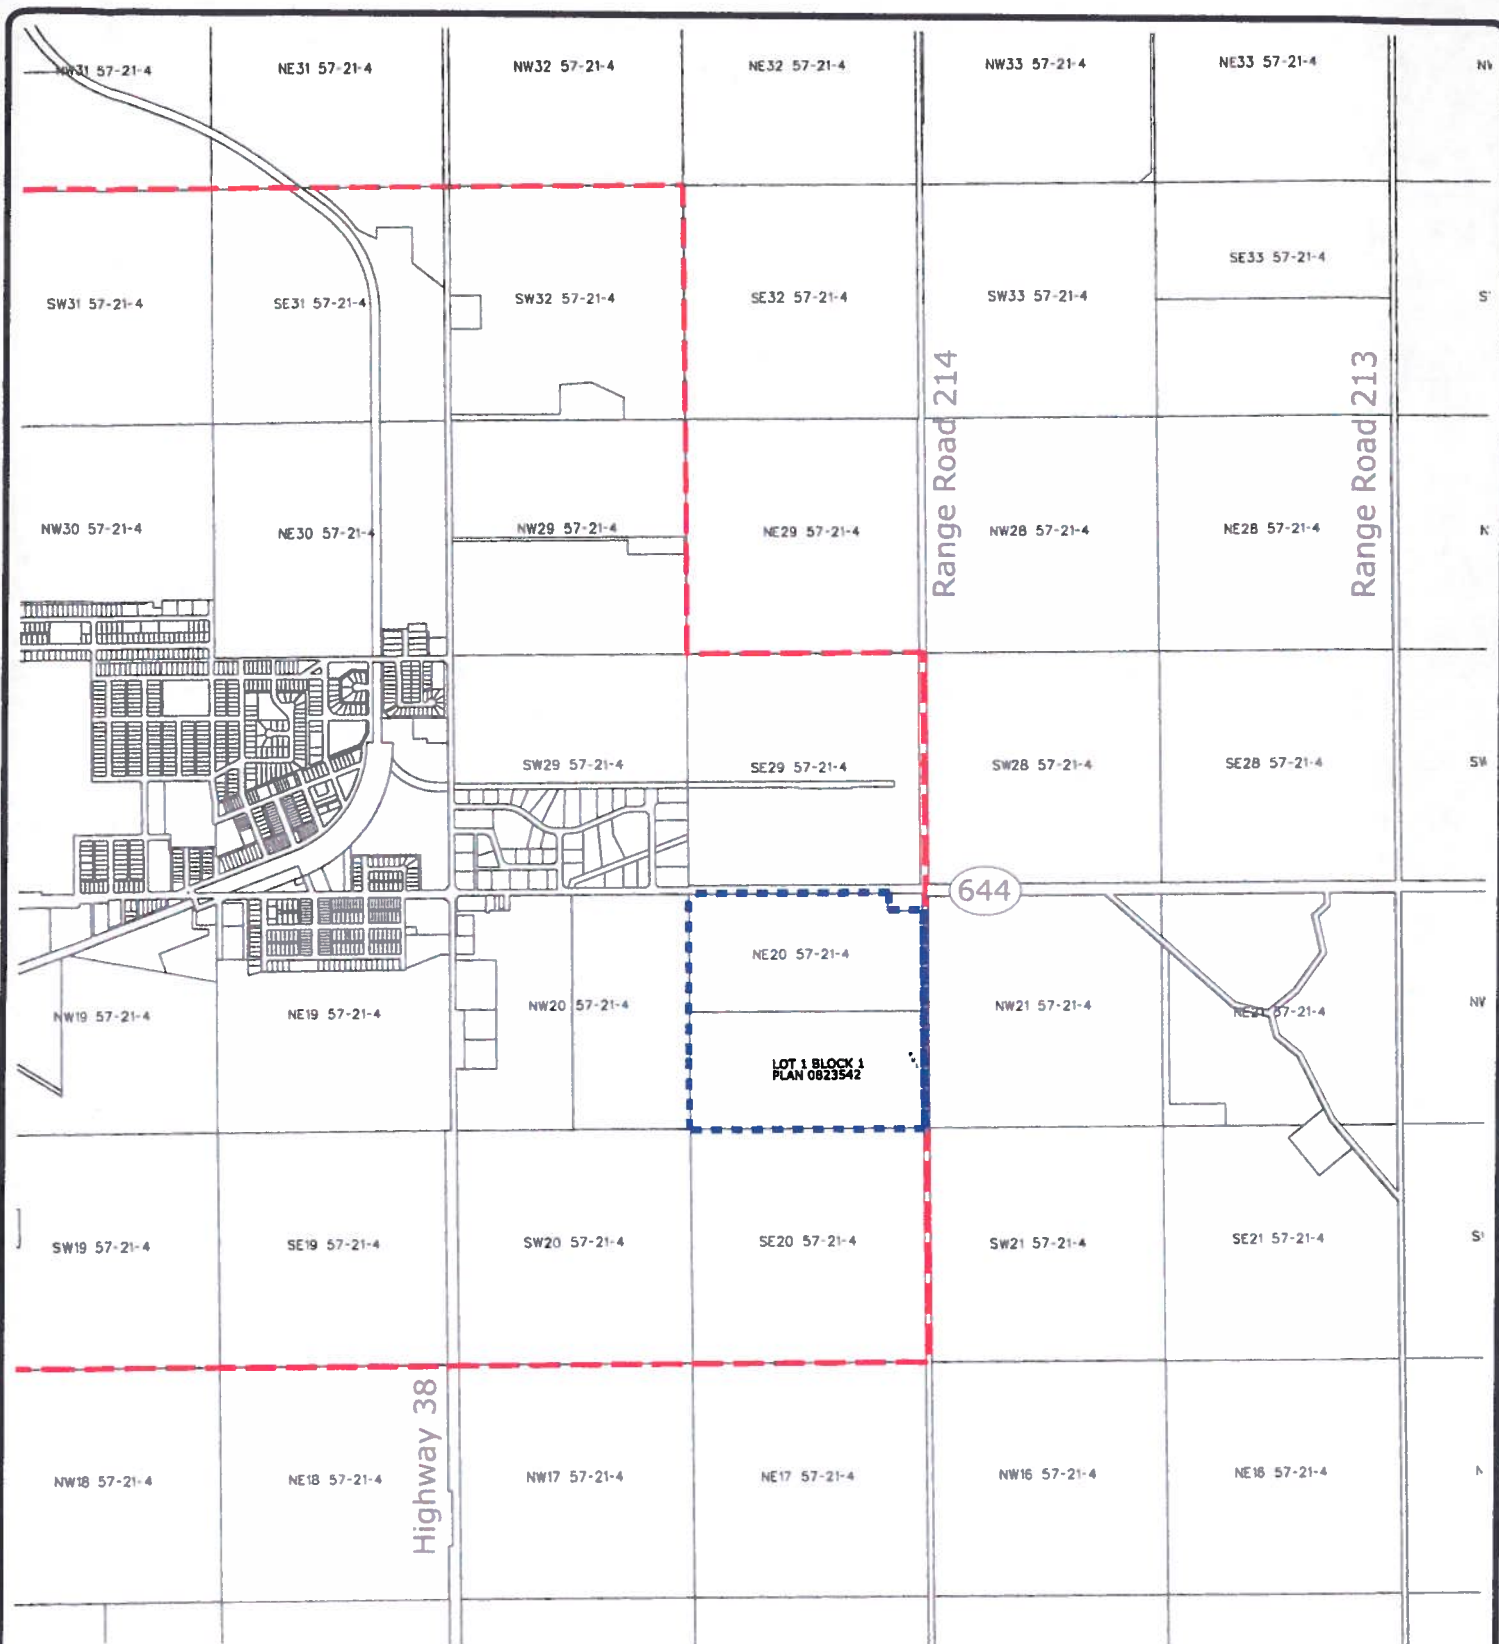 NW31 57-21-4
NE31 57-21-4
NW32 57-21-4
NE32 57-21-4
NW33 57-21-4
NE33 57-21-4
SW31 57-21-4
SE31 57-21-4
SW32 57-21-4
SE32 57-21-4
SW33 57-21-4
SE33 57-21-4
Range Road 214
Range Road 213
NW30 57-21-4
NE30 57-21-4
NW29 57-21-4
NE29 57-21-4
NW28 57-21-4
NE28 57-21-4
SW29 57-21-4
SE29 57-21-4
SW28 57-21-4
SE28 57-21-4
SW
644
NE20 57-21-4
NW19 57-21-4
NE19 57-21-4
NW20 57-21-4
NW21 57-21-4
NE21 57-21-4
LOT 1 BLOCK 1
PLAN 0823542
SW19 57-21-4
SE19 57-21-4
SW20 57-21-4
SE20 57-21-4
SW21 57-21-4
SE21 57-21-4
Highway 38
NW18 57-21-4
NE18 57-21-4
NW17 57-21-4
NE17 57-21-4
NW16 57-21-4
NE16 57-21-4